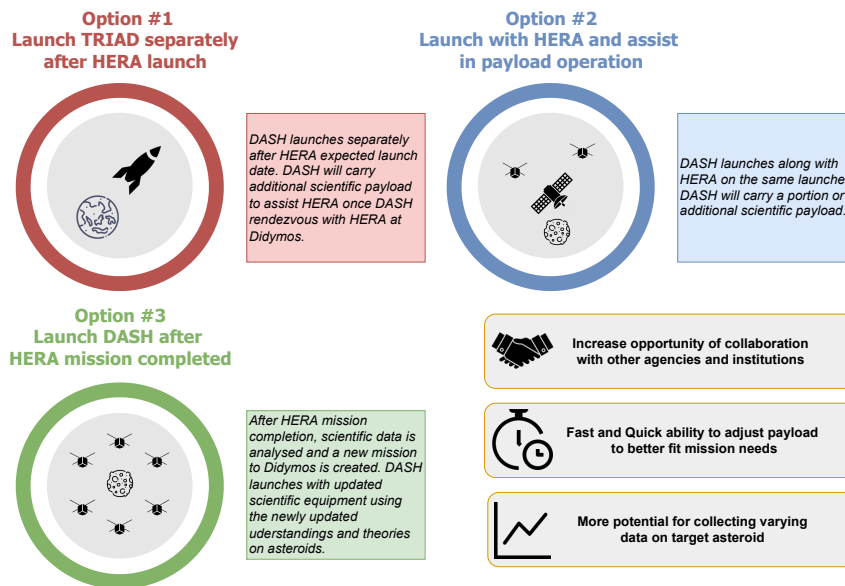 Option #1
Launch TRIAD separately
after HERA launch
DASH launches separately
after HERA expected launch
date. DASH will carry
additional scientific payload
to assist HERA once DASH
rendezvous with HERA at
Didymos.
Option #2
Launch with HERA and assist
in payload operation
DASH launches along with
HERA on the same launche
DASH will carry a portion or
additional scientific payload.
Option #3
Launch DASH after
HERA mission completed
After HERA mission
completion, scientific data is
analysed and a new mission
to Didymos is created. DASH
launches with updated
scientific equipment using
the newly updated
uderstandings and theories
on asteroids.
Increase opportunity of collaboration
with other agencies and institutions
Fast and Quick ability to adjust payload
to better fit mission needs
More potential for collecting varying
data on target asteroid